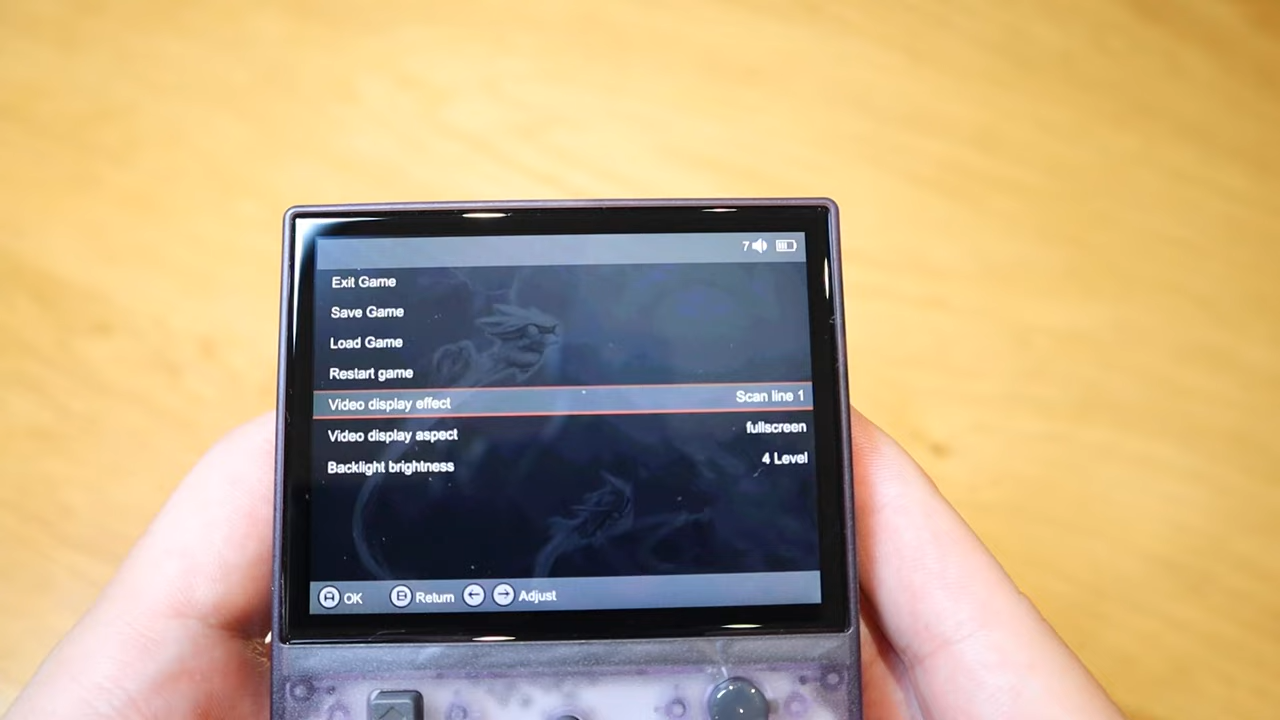 7
Exit Game
Save Game
Load Game
Restart game
Video display effect Scan line 1
Video display aspect fullscreen
Backlight brightness 4 Level
A OK B Return ← → Adjust